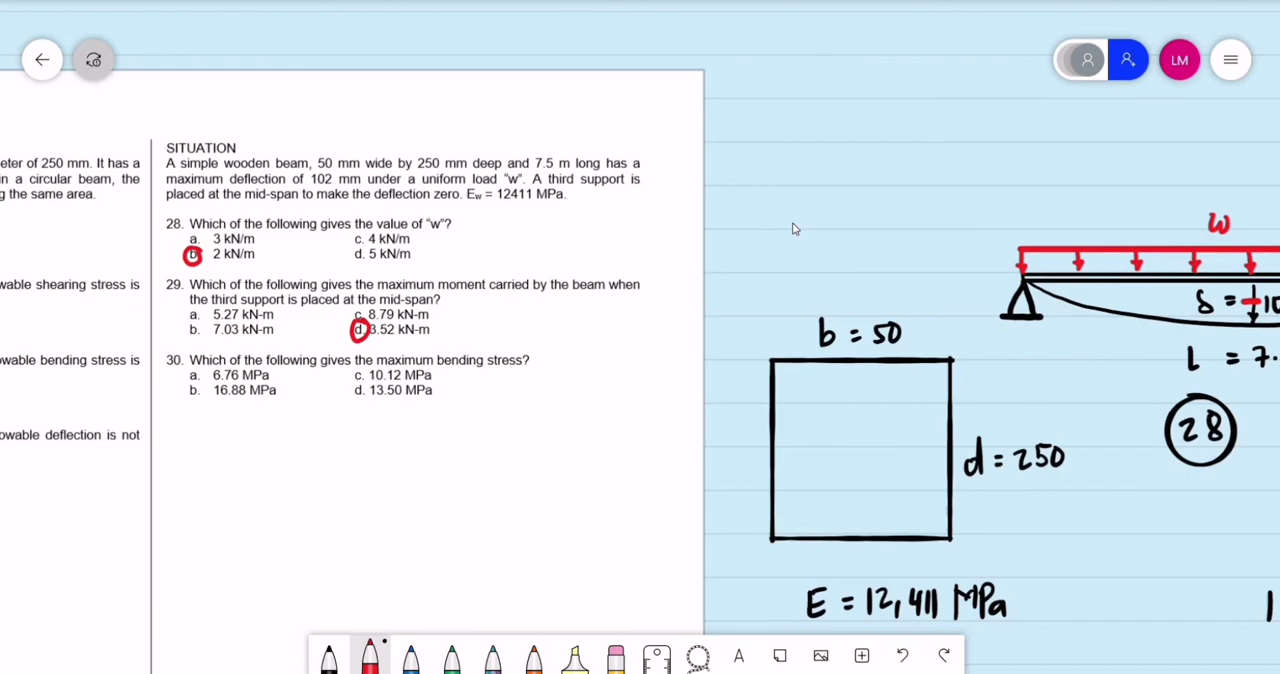 LM
eter of 250 mm. It has a
in a circular beam, the
g the same area.
wable shearing stress is
owable bending stress is
owable deflection is not
SITUATION
A simple wooden beam, 50 mm wide by 250 mm deep and 7.5 m long has a
maximum deflection of 102 mm under a uniform load “w”. A third support is
placed at the mid-span to make the deflection zero. Ew = 12411 MPa.
28. Which of the following gives the value of “w”?
a. 3 kN/m c. 4 kN/m
b. 2 kN/m d. 5 kN/m
29. Which of the following gives the maximum moment carried by the beam when
the third support is placed at the mid-span?
a. 5.27 kN-m c. 8.79 kN-m
b. 7.03 kN-m d. 3.52 kN-m
30. Which of the following gives the maximum bending stress?
a. 6.76 MPa c. 10.12 MPa
b. 16.88 MPa d. 13.50 MPa
w
δ = 10
L = 7.
b = 50
28
d = 250
E = 12,411 MPa
A